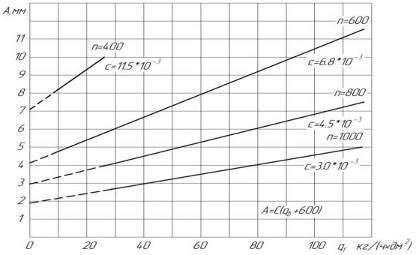 А,мм
n=600
11
n=400
10
c=11.5*10⁻³
c=6.8*10⁻³
9
8
n=800
7
6
c=4.5*10⁻³
n=1000
5
4
c=3.0*10⁻³
3
2
A=C(q₀+600)
1
0 20 40 60 80 100 q₁ кг/(ч×дм²)